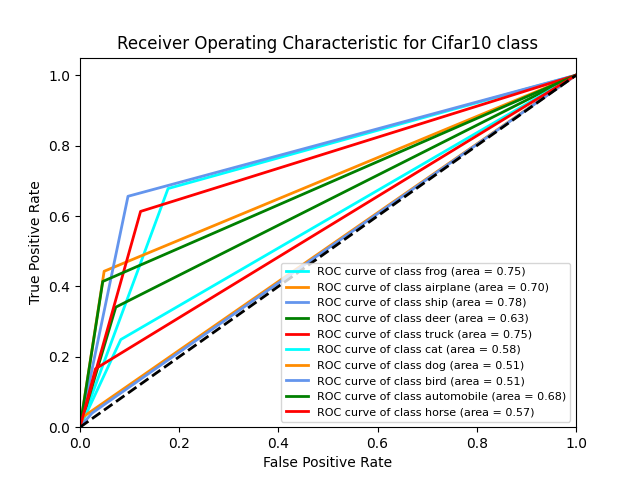 Receiver Operating Characteristic for Cifar10 class
1.0
0.8
0.6
0.4
0.2
0.0
True Positive Rate
ROC curve of class frog (area = 0.75)
ROC curve of class airplane (area = 0.70)
ROC curve of class ship (area = 0.78)
ROC curve of class deer (area = 0.63)
ROC curve of class truck (area = 0.75)
ROC curve of class cat (area = 0.58)
ROC curve of class dog (area = 0.51)
ROC curve of class bird (area = 0.51)
ROC curve of class automobile (area = 0.68)
ROC curve of class horse (area = 0.57)
0.0 0.2 0.4 0.6 0.8 1.0
False Positive Rate